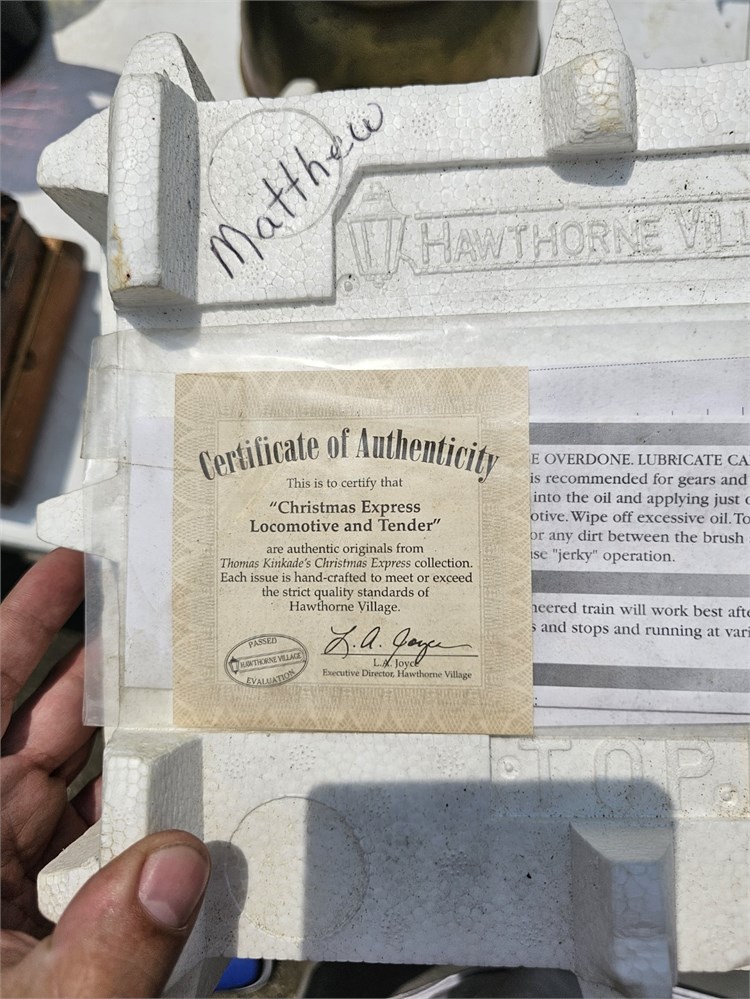 Matthew
HAWTHORNE VILL
Certificate of Authenticity
This is to certify that
"Christmas Express
Locomotive and Tender"
are authentic originals from
Thomas Kinkade's Christmas Express collection.
Each issue is hand-crafted to meet or exceed
the strict quality standards of
Hawthorne Village.
PASSED
HAWTHORNE VILLAGE
EVALUATION
L. A. Joyce
L.A. Joyce
Executive Director, Hawthorne Village
E OVERDONE. LUBRICATE CA
is recommended for gears and
into the oil and applying just
otive. Wipe off excessive oil. To
or any dirt between the brush
se "jerky" operation.
neered train will work best afte
s and stops and running at vari
TOP